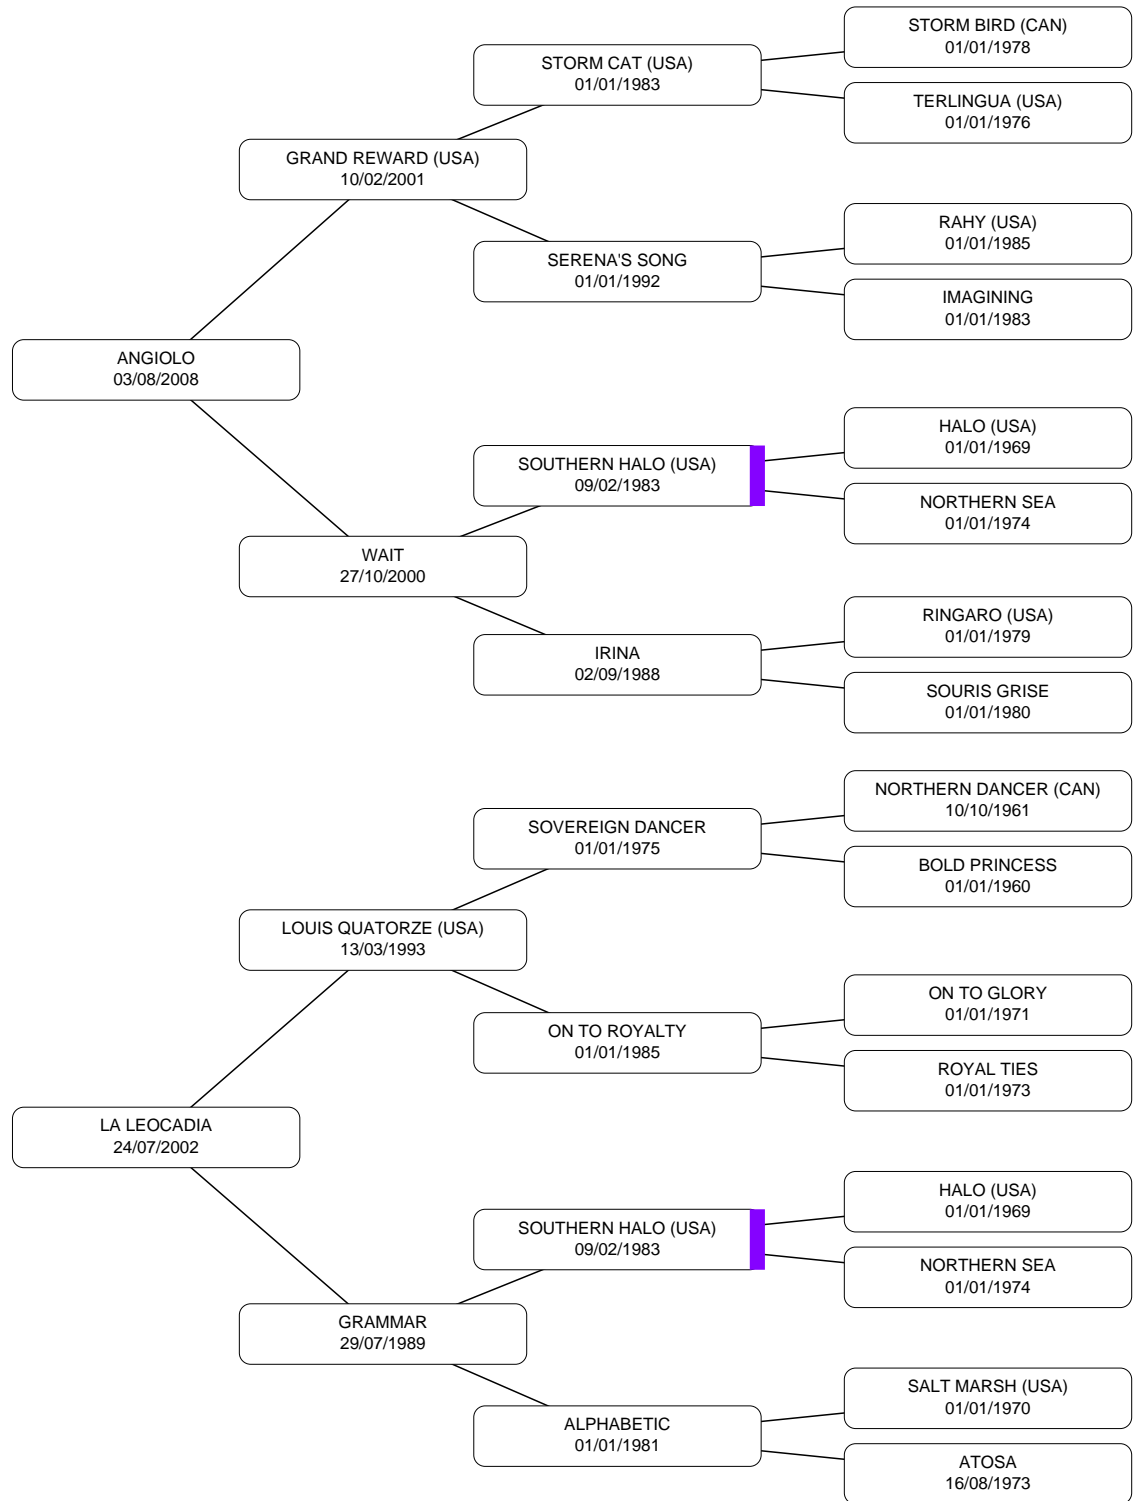 STORM BIRD (CAN)
01/01/1978
STORM CAT (USA)
01/01/1983
TERLINGUA (USA)
01/01/1976
GRAND REWARD (USA)
10/02/2001
RAHY (USA)
01/01/1985
SERENA'S SONG
01/01/1992
IMAGINING
01/01/1983
ANGIOLO
03/08/2008
HALO (USA)
01/01/1969
SOUTHERN HALO (USA)
09/02/1983
NORTHERN SEA
01/01/1974
WAIT
27/10/2000
RINGARO (USA)
01/01/1979
IRINA
02/09/1988
SOURIS GRISE
01/01/1980
NORTHERN DANCER (CAN)
10/10/1961
SOVEREIGN DANCER
01/01/1975
BOLD PRINCESS
01/01/1960
LOUIS QUATORZE (USA)
13/03/1993
ON TO GLORY
01/01/1971
ON TO ROYALTY
01/01/1985
ROYAL TIES
01/01/1973
LA LEOCADIA
24/07/2002
HALO (USA)
01/01/1969
SOUTHERN HALO (USA)
09/02/1983
NORTHERN SEA
01/01/1974
GRAMMAR
29/07/1989
SALT MARSH (USA)
01/01/1970
ALPHABETIC
01/01/1981
ATOSA
16/08/1973